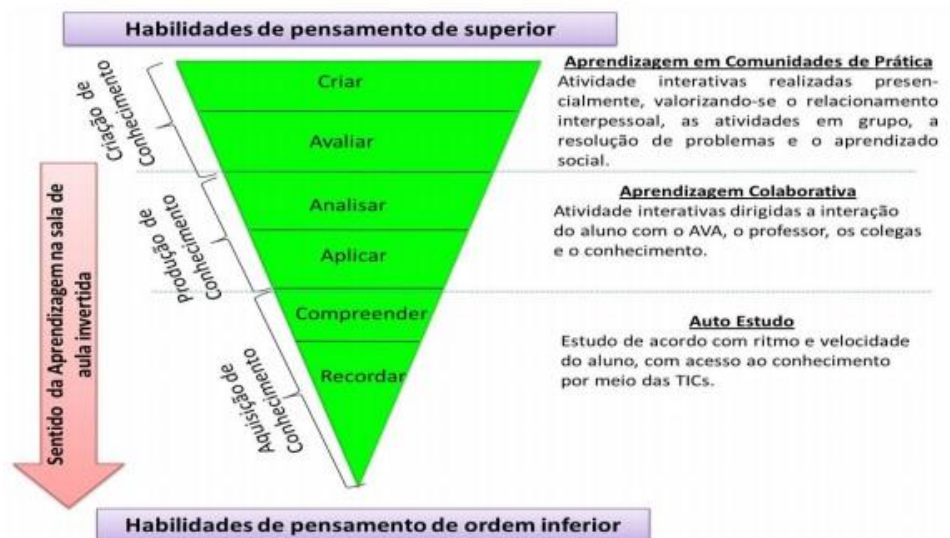 Habilidades de pensamento de superior
Criar
Avaliar
Analisar
Aplicar
Compreender
Recordar
Criação de
Conhecimento
Produção de
Conhecimento
Aquisição de
Conhecimento
Sentido da Aprendizagem na sala de
aula invertida
Aprendizagem em Comunidades de Prática
Atividade interativas realizadas presen-
cialmente, valorizando-se o relacionamento
interpessoal, as atividades em grupo, a
resolução de problemas e o aprendizado
social.
Aprendizagem Colaborativa
Atividade interativas dirigidas a interação
do aluno com o AVA, o professor, os colegas
e o conhecimento.
Auto Estudo
Estudo de acordo com ritmo e velocidade
do aluno, com acesso ao conhecimento
por meio das TICs.
Habilidades de pensamento de ordem inferior